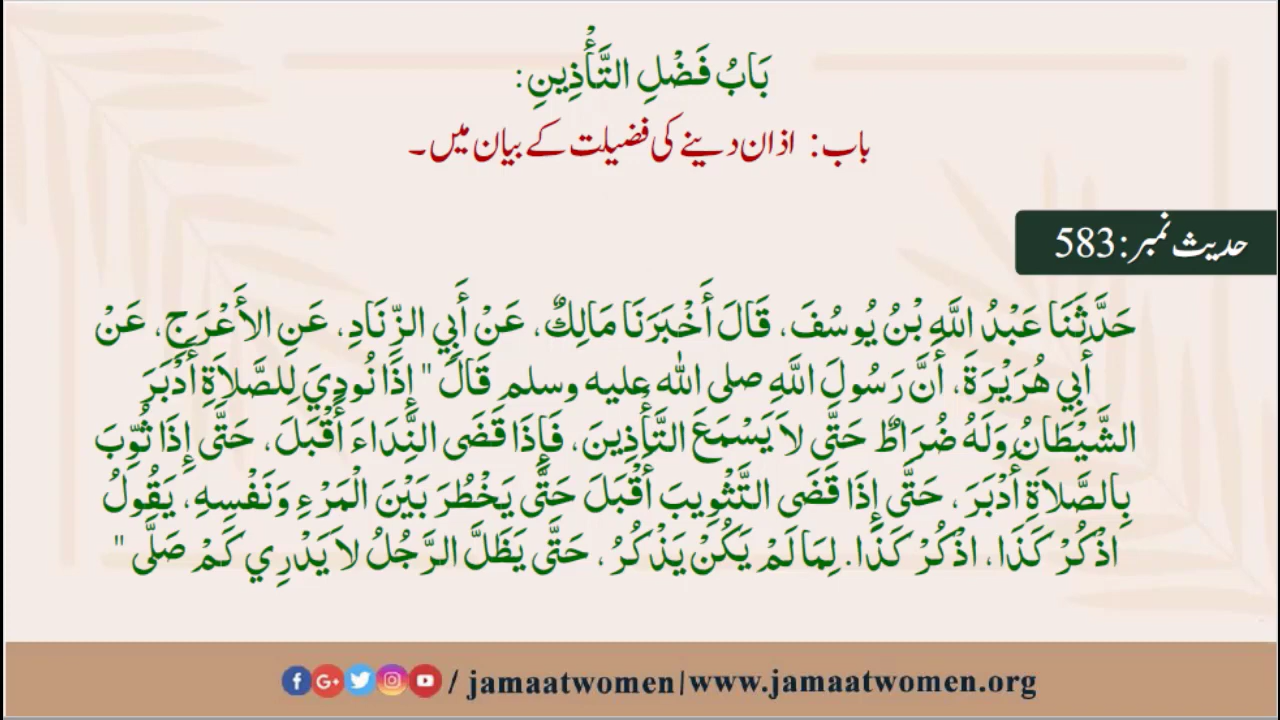 بَابُ فَضْلِ التَّأْذِينِ:
باب: اذان دینے کی فضیلت کے بیان میں۔
حدیث نمبر: 583
حَدَّثَنَا عَبْدُ اللَّهِ بْنُ يُوسُفَ، قَالَ أَخْبَرَنَا مَالِكٌ، عَنْ أَبِي الزِّنَادِ، عَنِ الأَعْرَجِ، عَنْ
أَبِي هُرَيْرَةَ، أَنَّ رَسُولَ اللَّهِ صلى الله عليه وسلم قَالَ " إِذَا نُودِيَ لِلصَّلاَةِ أَدْبَرَ
الشَّيْطَانُ وَلَهُ ضُرَاطٌ حَتَّى لاَ يَسْمَعَ التَّأْذِينَ، فَإِذَا قَضَى النِّدَاءَ أَقْبَلَ، حَتَّى إِذَا ثُوِّبَ
بِالصَّلاَةِ أَدْبَرَ، حَتَّى إِذَا قَضَى التَّثْوِيبَ أَقْبَلَ حَتَّى يَخْطُرَ بَيْنَ الْمَرْءِ وَنَفْسِهِ، يَقُولُ
اذْكُرْ كَذَا، اذْكُرْ كَذَا. لِمَا لَمْ يَكُنْ يَذْكُرُ، حَتَّى يَظَلَّ الرَّجُلُ لاَ يَدْرِي كَمْ صَلَّى "
/ jamaatwomen|www.jamaatwomen.org